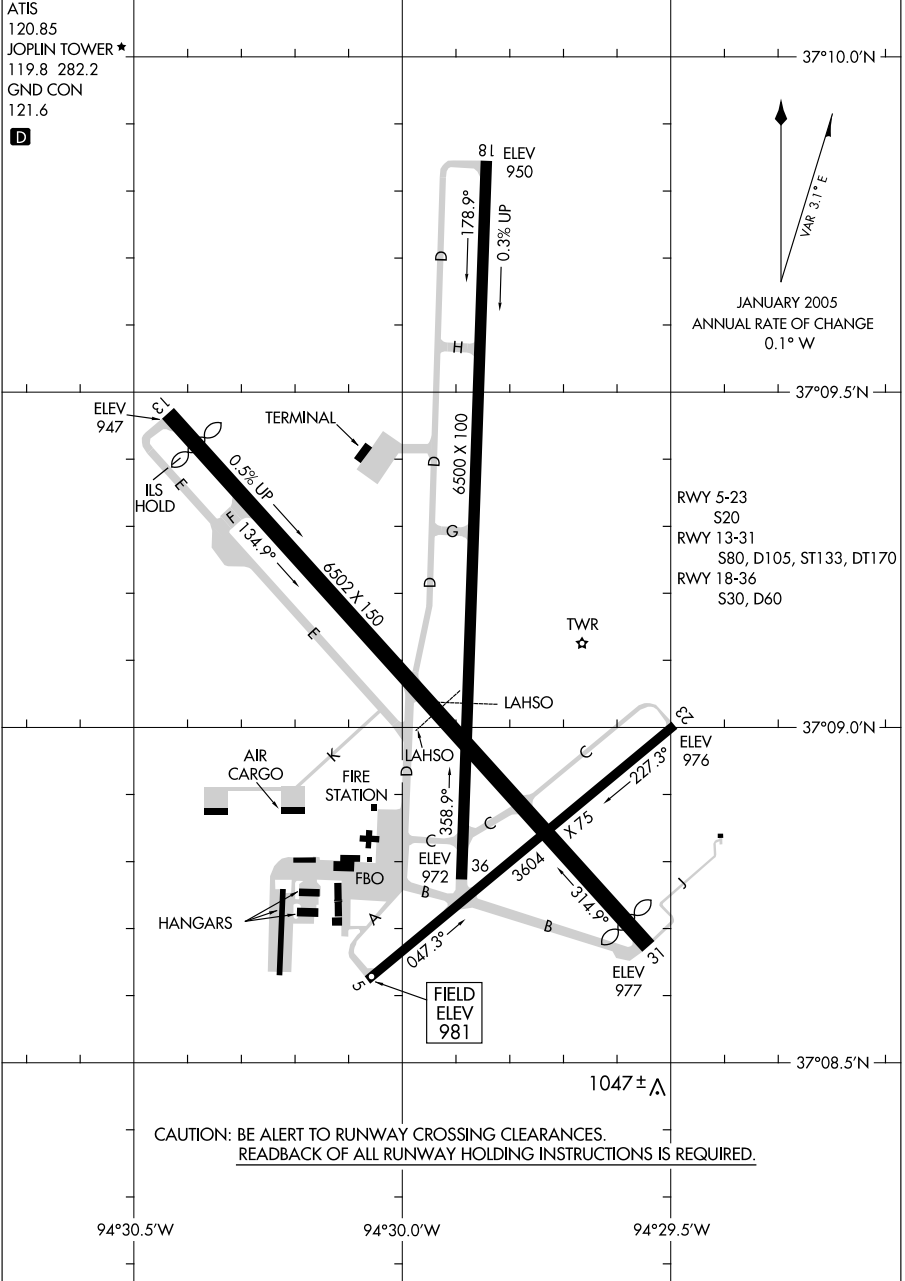 ATIS
120.85
JOPLIN TOWER ★
119.8 282.2
GND CON
121.6
D
37°10.0'N
VAR 3.1° E
JANUARY 2005
ANNUAL RATE OF CHANGE
0.1° W
18
ELEV
950
178.9°
0.3% UP
D
H
37°09.5'N
13
ELEV
947
TERMINAL
ILS
HOLD
E
F
0.5% UP
134.9°
6500 X 100
D
G
D
RWY 5-23
S20
RWY 13-31
S80, D105, ST133, DT170
RWY 18-36
S30, D60
6502 X 150
E
TWR
LAHSO
LAHSO
37°09.0'N
23
ELEV
976
227.3°
C
K
D
AIR
CARGO
FIRE
STATION
358.9°
C
C
X 75
3604
ELEV
972
36
FBO
B
B
A
J
HANGARS
314.9°
047.3°
31
ELEV
977
5
FIELD
ELEV
981
37°08.5'N
1047 ±
CAUTION: BE ALERT TO RUNWAY CROSSING CLEARANCES.
READBACK OF ALL RUNWAY HOLDING INSTRUCTIONS IS REQUIRED.
94°30.5'W
94°30.0'W
94°29.5'W